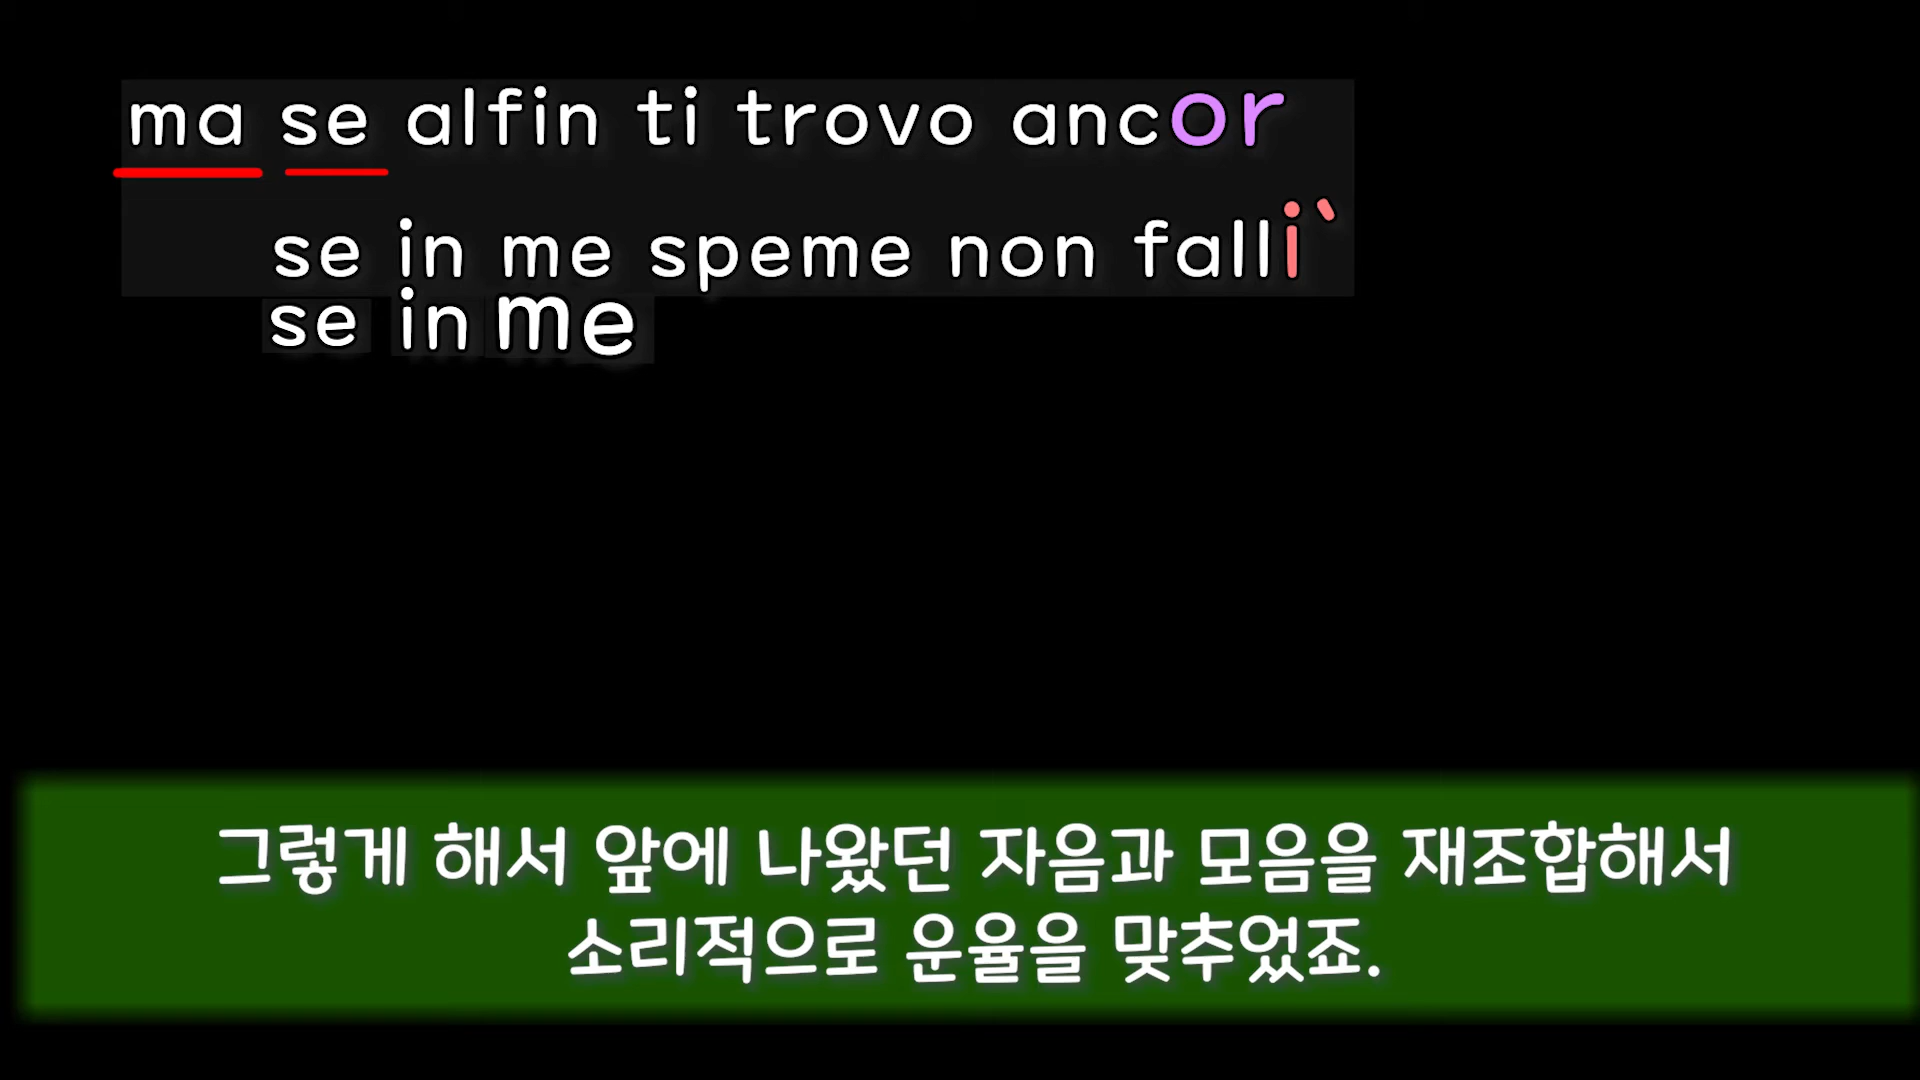 ma se alfin ti trovo ancor
se in me speme non falli`
se in me
그렇게 해서 앞에 나왔던 자음과 모음을 재조합해서
소리적으로 운율을 맞추었죠.